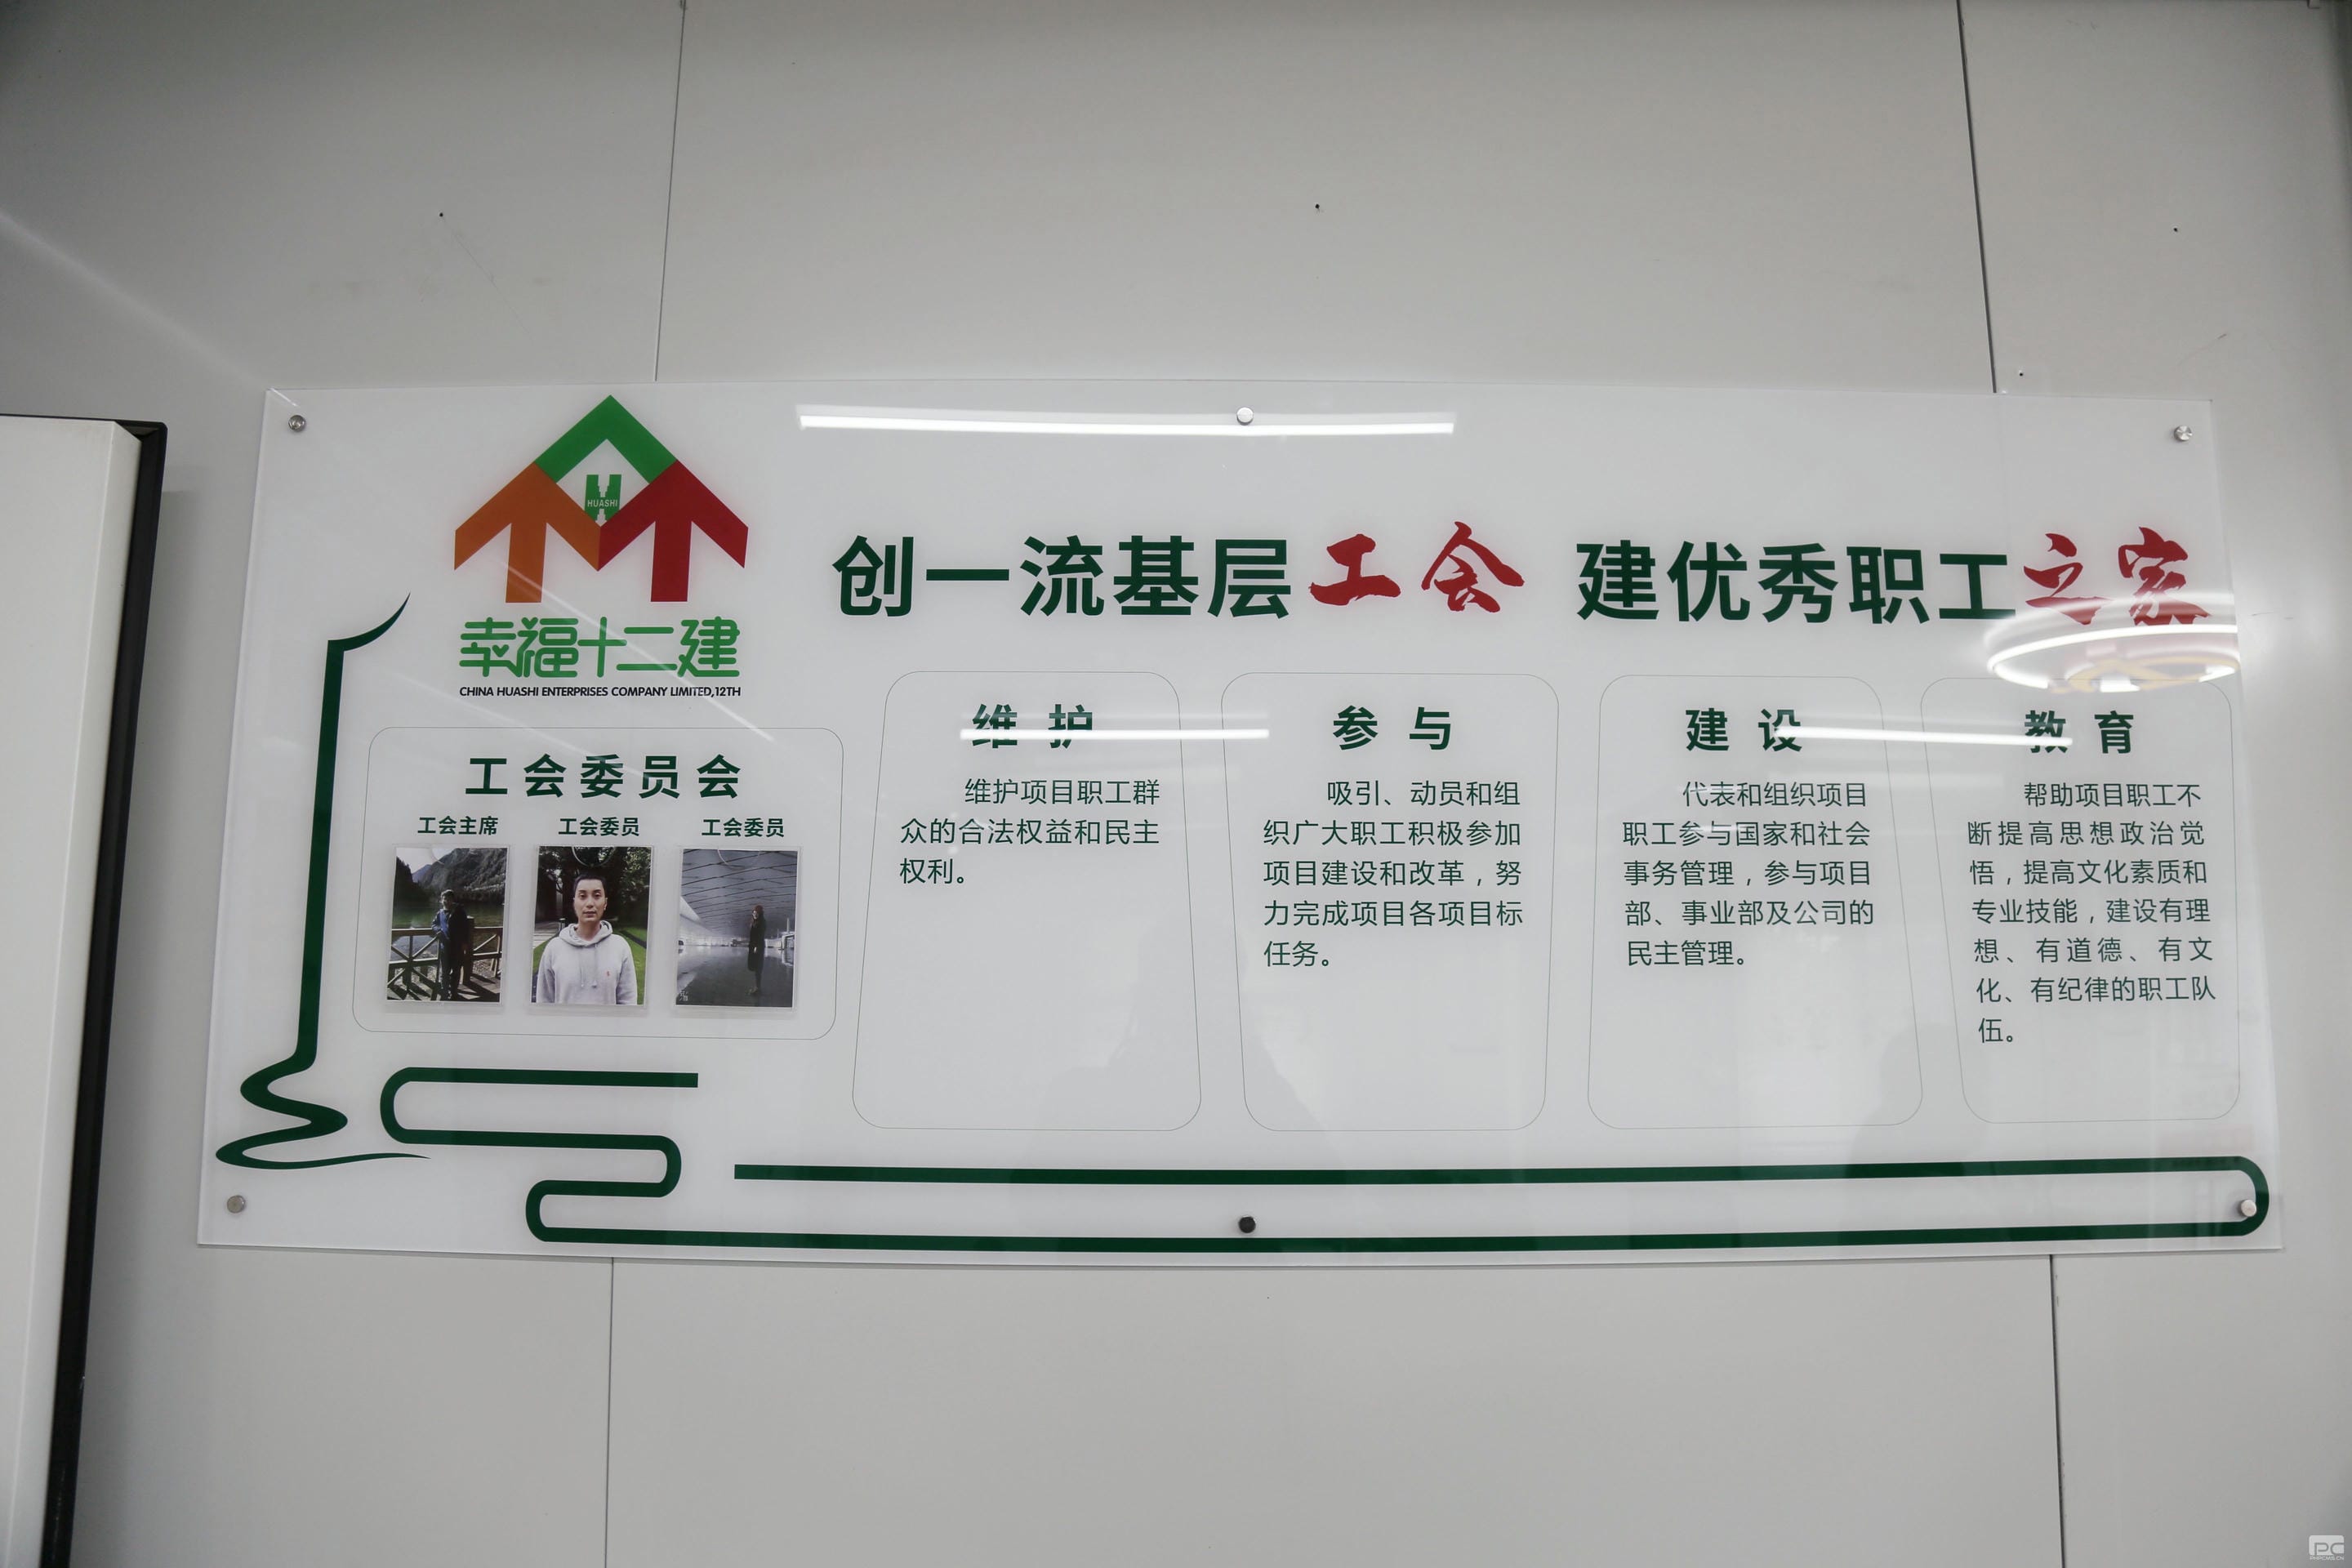 HUASHI
幸福十二建
CHINA HUASHI ENTERPRISES COMPANY LIMITED,12TH
创一流基层工会 建优秀职工之家
工会委员会
工会主席 工会委员 工会委员
维 护
维护项目职工群
众的合法权益和民主
权利。
参 与
吸引、动员和组
织广大职工积极参加
项目建设和改革，努
力完成项目各项目标
任务。
建 设
代表和组织项目
职工参与国家和社会
事务管理，参与项目
部、事业部及公司的
民主管理。
教 育
帮助项目职工不
断提高思想政治觉
悟，提高文化素质和
专业技能，建设有理
想、有道德、有文
化、有纪律的职工队
伍。
PC